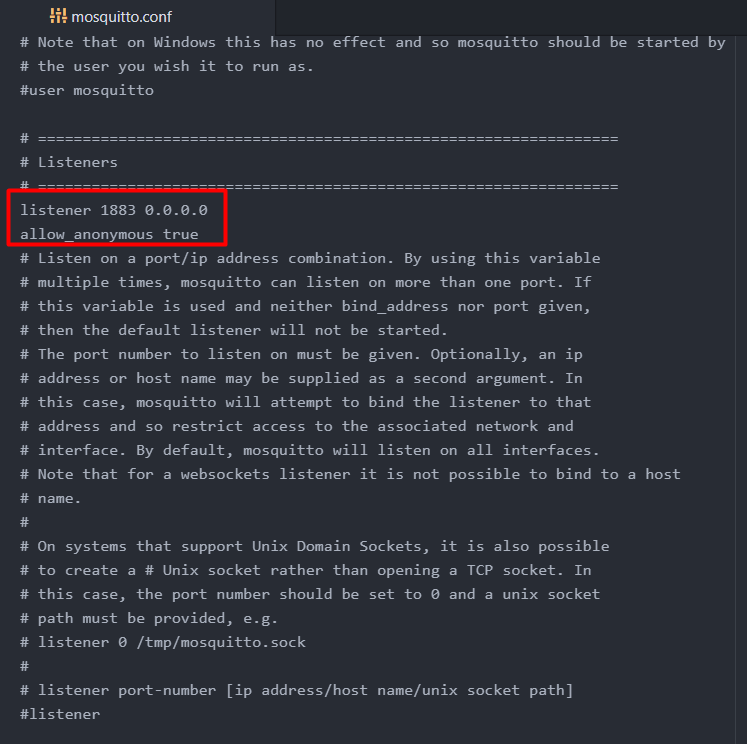 mosquitto.conf
# Note that on Windows this has no effect and so mosquitto should be started by
# the user you wish it to run as.
#user mosquitto
# =================================================================
# Listeners
# =================================================================
listener 1883 0.0.0.0
allow_anonymous true
# Listen on a port/ip address combination. By using this variable
# multiple times, mosquitto can listen on more than one port. If
# this variable is used and neither bind_address nor port given,
# then the default listener will not be started.
# The port number to listen on must be given. Optionally, an ip
# address or host name may be supplied as a second argument. In
# this case, mosquitto will attempt to bind the listener to that
# address and so restrict access to the associated network and
# interface. By default, mosquitto will listen on all interfaces.
# Note that for a websockets listener it is not possible to bind to a host
# name.
#
# On systems that support Unix Domain Sockets, it is also possible
# to create a # Unix socket rather than opening a TCP socket. In
# this case, the port number should be set to 0 and a unix socket
# path must be provided, e.g.
# listener 0 /tmp/mosquitto.sock
#
# listener port-number [ip address/host name/unix socket path]
#listener